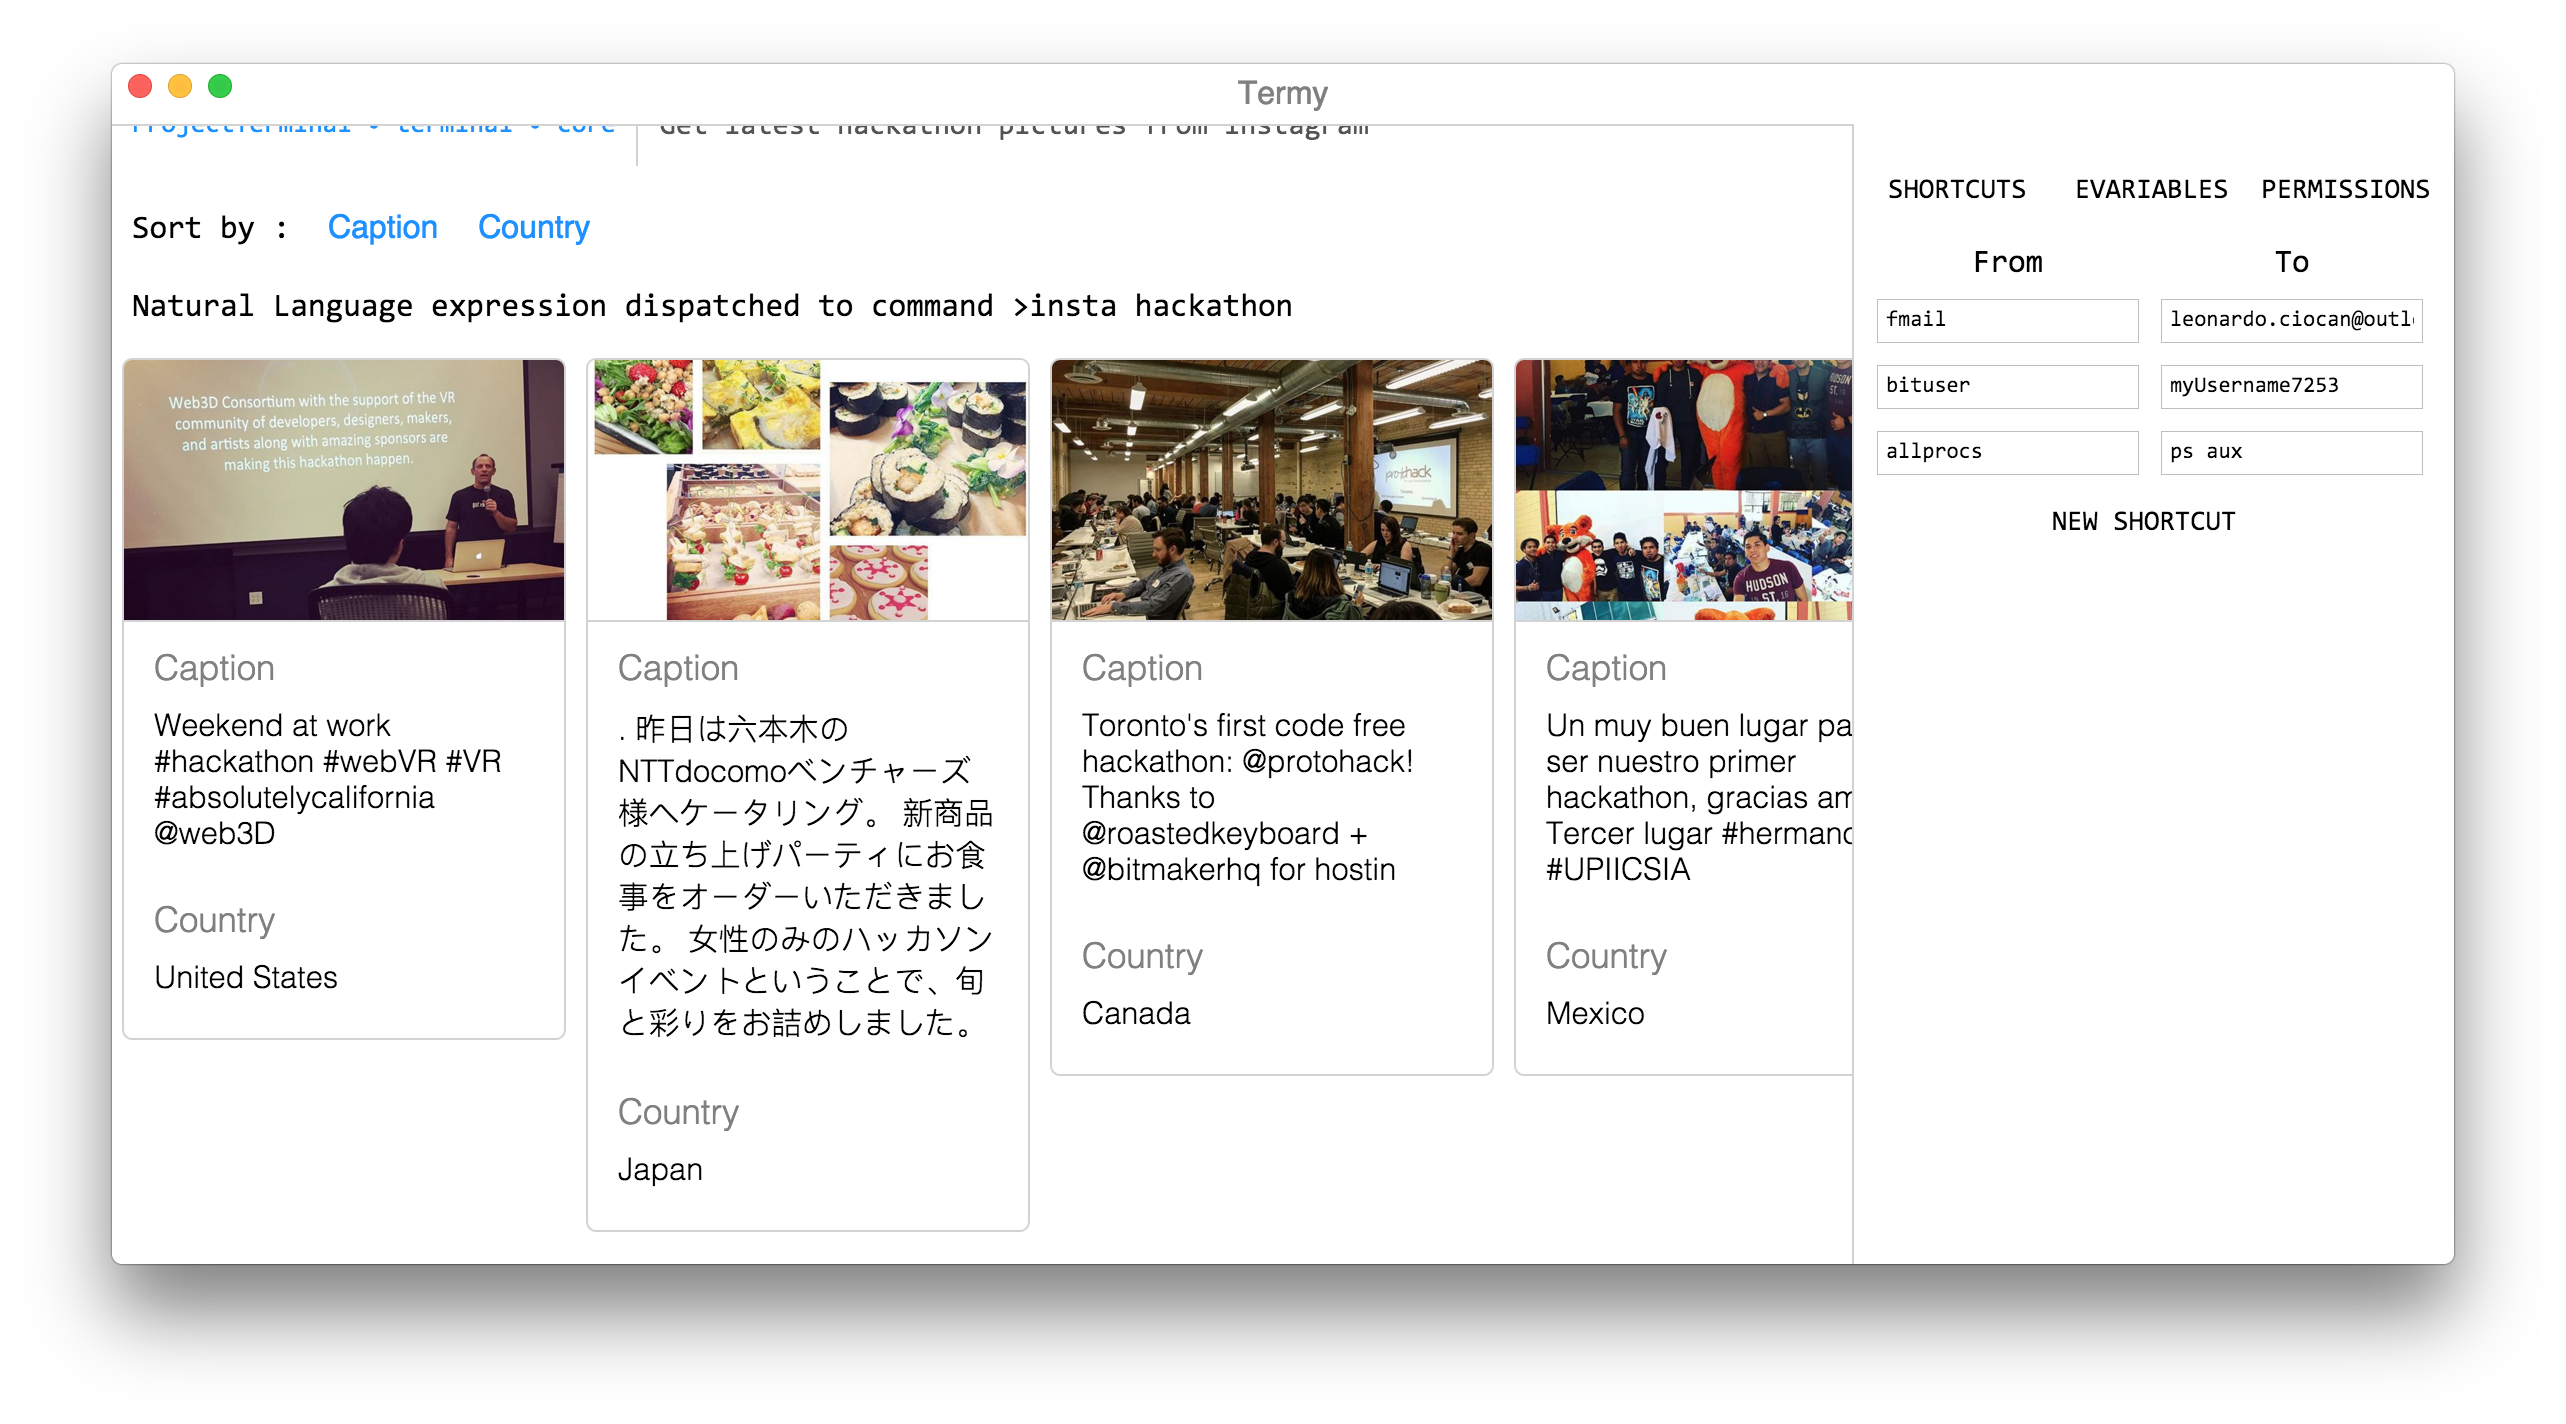 Termy
ProjectTerminal • terminal • core
Get latest hackathon pictures from instagram
Sort by : Caption Country
Natural Language expression dispatched to command >insta hackathon
Web3D Consortium with the support of the VR
community of developers, designers, makers,
and artists along with amazing sponsors are
making this hackathon happen.
Caption
Weekend at work
#hackathon #webVR #VR
#absolutelycalifornia
@web3D
Country
United States
Caption
. 昨日は六本木の
NTTdocomoベンチャーズ
様へケータリング。 新商品
の立ち上げパーティにお食
事をオーダーいただきまし
た。 女性のみのハッカソン
イベントということで、旬
と彩りをお詰めしました。
Country
Japan
protohack
Caption
Toronto's first code free
hackathon: @protohack!
Thanks to
@roastedkeyboard +
@bitmakerhq for hostin
Country
Canada
HUDSON
ST. 16
Caption
Un muy buen lugar pa
ser nuestro primer
hackathon, gracias am
Tercer lugar #hermano
#UPIICSIA
Country
Mexico
SHORTCUTS EVARIABLES PERMISSIONS
From To
fmail leonardo.ciocan@outl
bituser myUsername7253
allprocs ps aux
NEW SHORTCUT